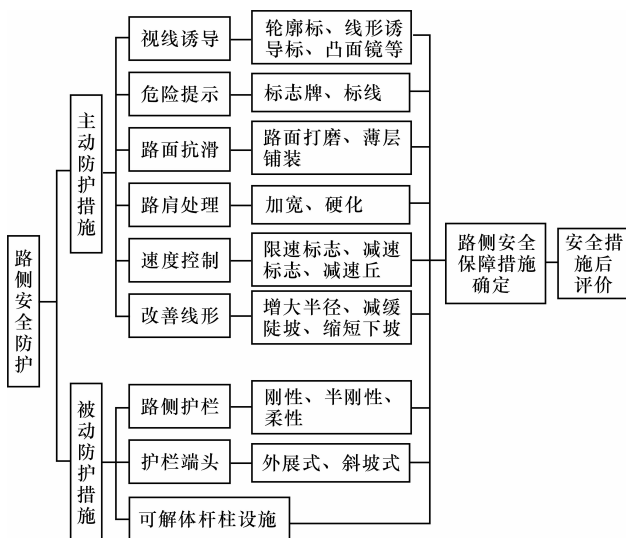 路侧安全防护
主动防护措施
视线诱导
轮廓标、线形诱
导标、凸面镜等
危险提示
标志牌、标线
路面抗滑
路面打磨、薄层
铺装
路肩处理
加宽、硬化
速度控制
限速标志、减速
标志、减速丘
改善线形
增大半径、减缓
陡坡、缩短下坡
被动防护措施
路侧护栏
刚性、半刚性、
柔性
护栏端头
外展式、斜坡式
可解体杆柱设施
路侧安全
保障措施
确定
安全措
施后
评价